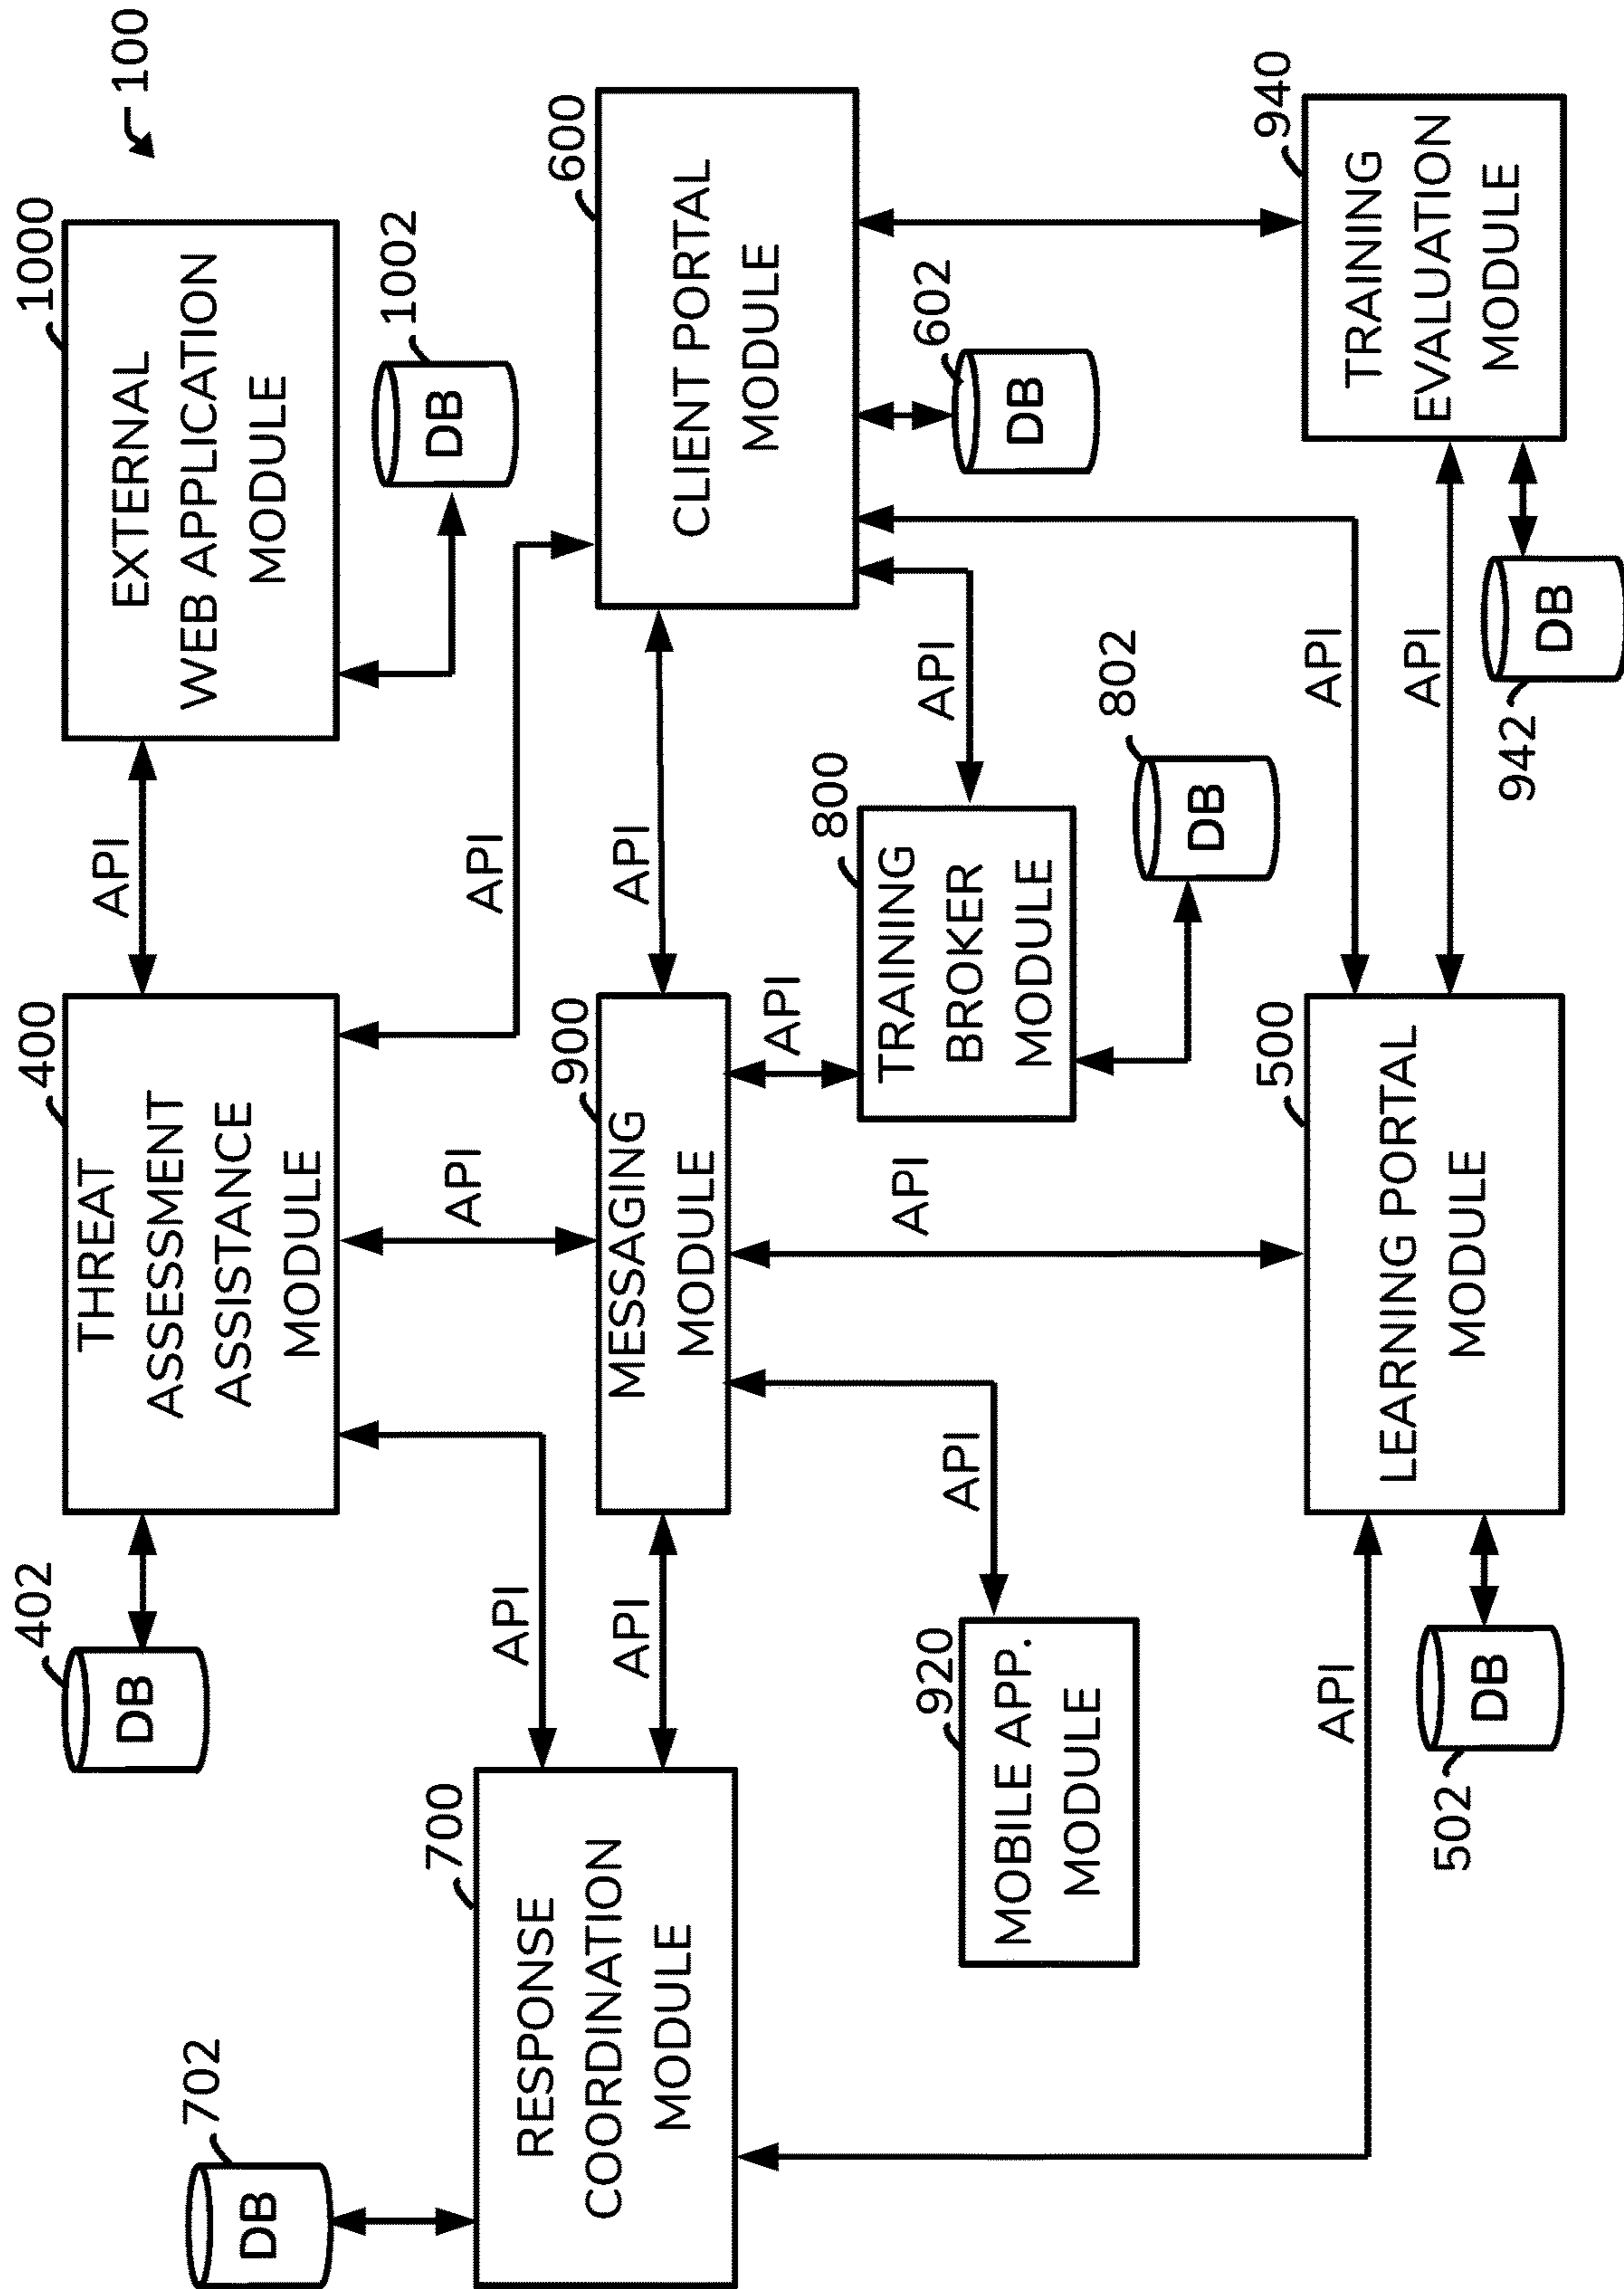 100
702
DB
402
DB
400
THREAT
ASSESSMENT
ASSISTANCE
MODULE
API
1000
EXTERNAL
WEB APPLICATION
MODULE
1002
DB
700
RESPONSE
COORDINATION
MODULE
API
API
API
API
900
MESSAGING
MODULE
API
600
CLIENT PORTAL
MODULE
602
DB
920
MOBILE APP.
MODULE
API
API
API
800
TRAINING
BROKER
MODULE
API
802
DB
API
502
DB
500
LEARNING PORTAL
MODULE
API
API
942
DB
940
TRAINING
EVALUATION
MODULE